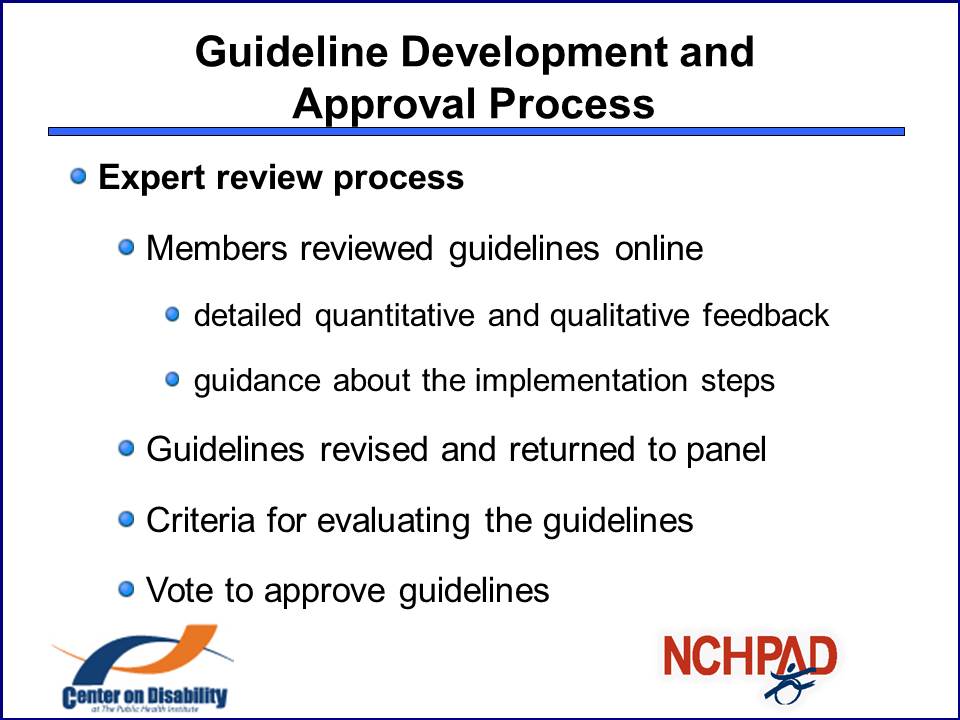 Guideline Development and
Approval Process
Expert review process
Members reviewed guidelines online
detailed quantitative and qualitative feedback
guidance about the implementation steps
Guidelines revised and returned to panel
Criteria for evaluating the guidelines
Vote to approve guidelines
Center on Disability
at The Public Health Institute
NCHPAD